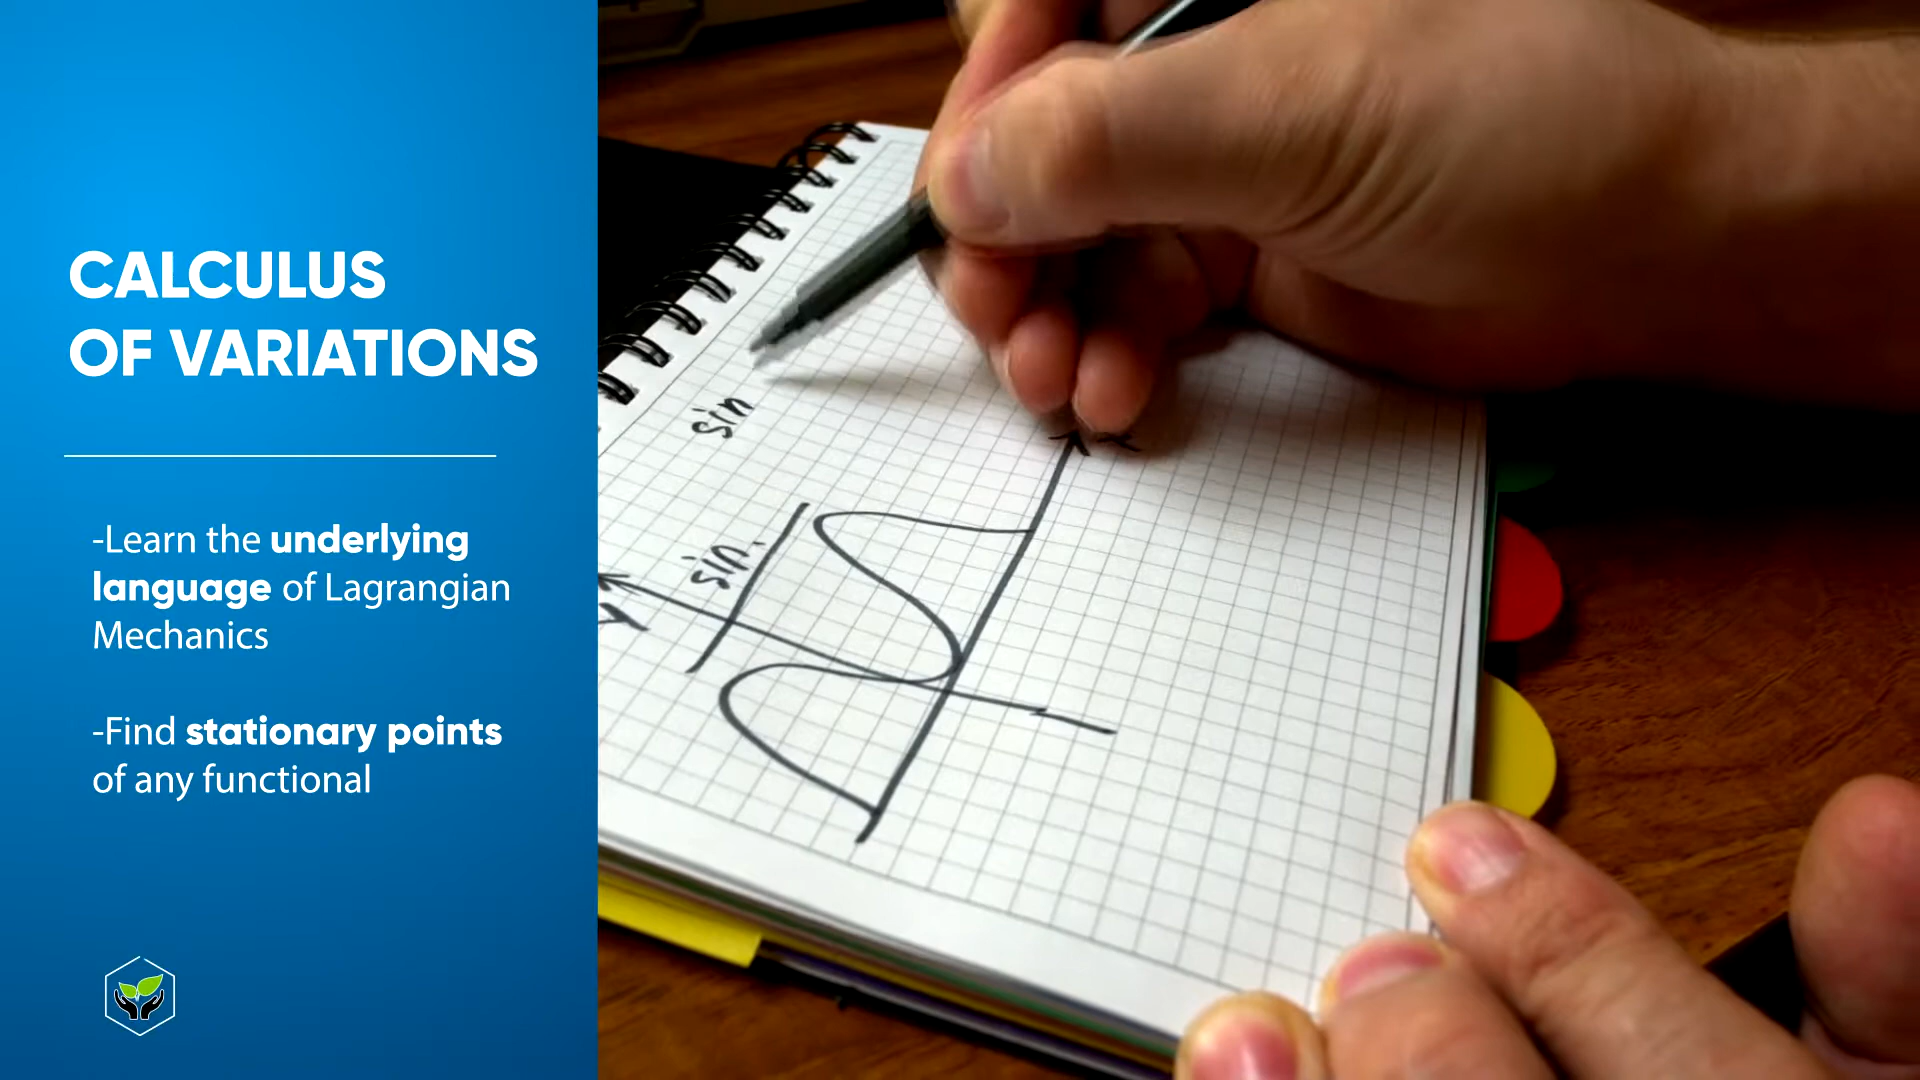 CALCULUS
OF VARIATIONS
-Learn the underlying
language of Lagrangian
Mechanics
-Find stationary points
of any functional
sin
sin
x
y